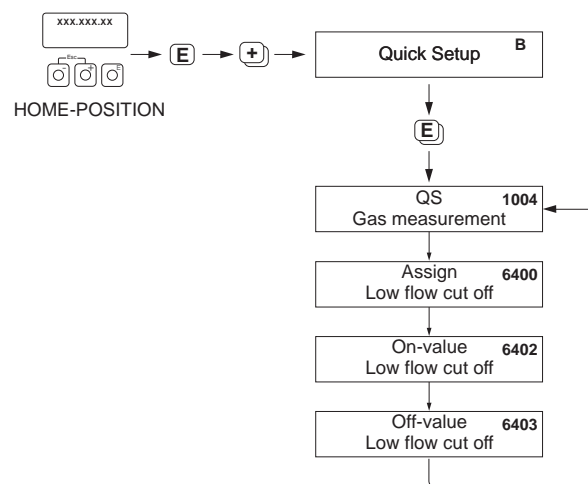 xxx.xxx.xx
Esc
- + E
E
+
Quick Setup B
HOME-POSITION
E
QS 1004
Gas measurement
Assign 6400
Low flow cut off
On-value 6402
Low flow cut off
Off-value 6403
Low flow cut off